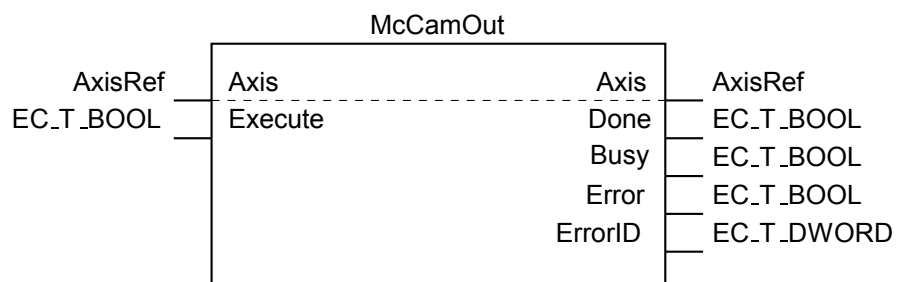 McCamOut
AxisRef Axis Axis AxisRef
EC_T_BOOL Execute Done EC_T_BOOL
Busy EC_T_BOOL
Error EC_T_BOOL
ErrorID EC_T_DWORD